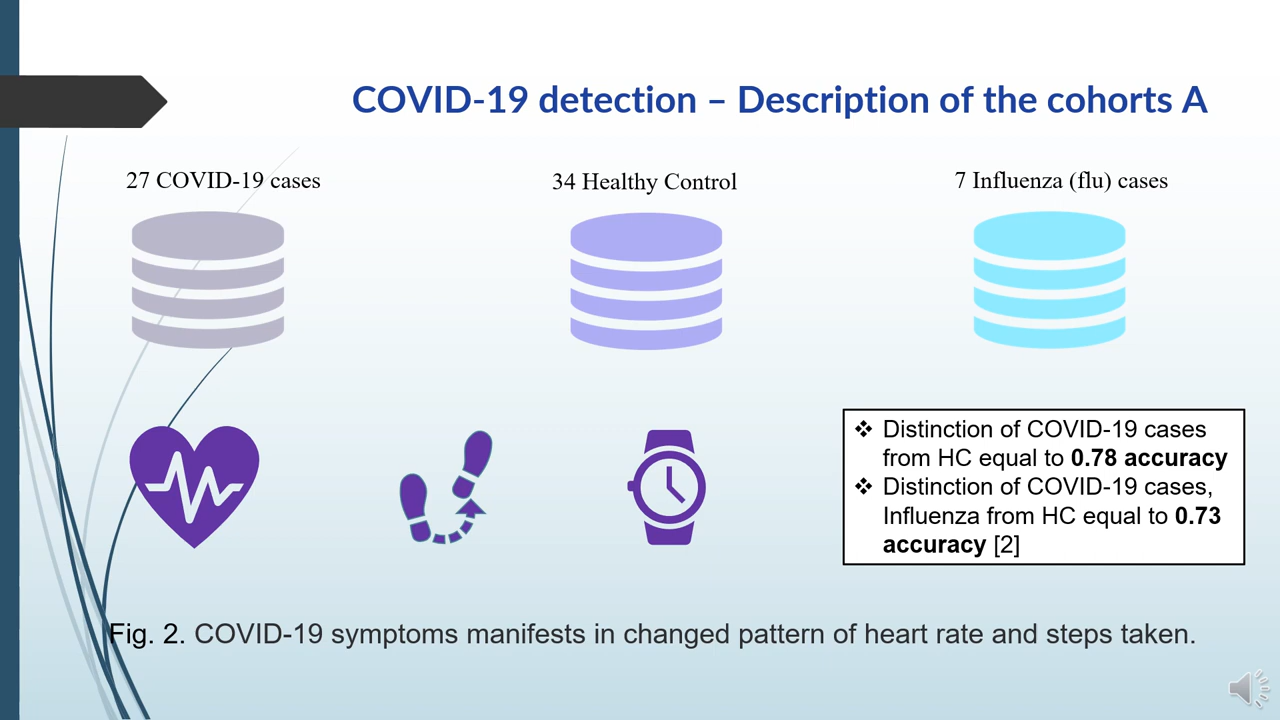 COVID-19 detection – Description of the cohorts A
27 COVID-19 cases
34 Healthy Control
7 Influenza (flu) cases
❖ Distinction of COVID-19 cases
from HC equal to 0.78 accuracy
❖ Distinction of COVID-19 cases,
Influenza from HC equal to 0.73
accuracy [2]
Fig. 2. COVID-19 symptoms manifests in changed pattern of heart rate and steps taken.